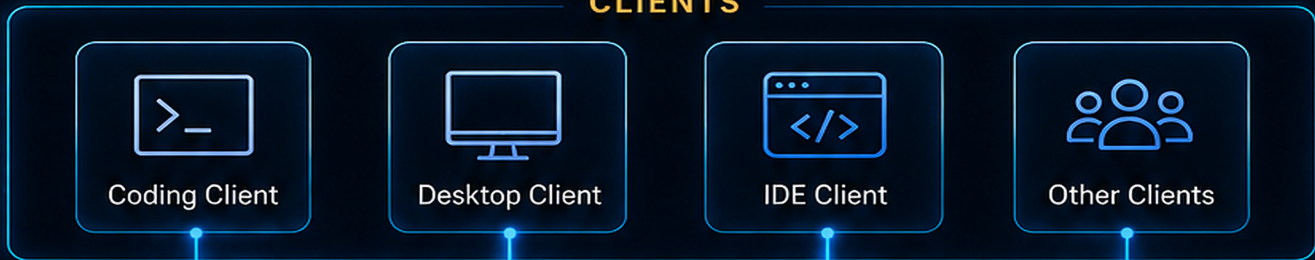 CLIENTS
Coding Client
Desktop Client
IDE Client
Other Clients